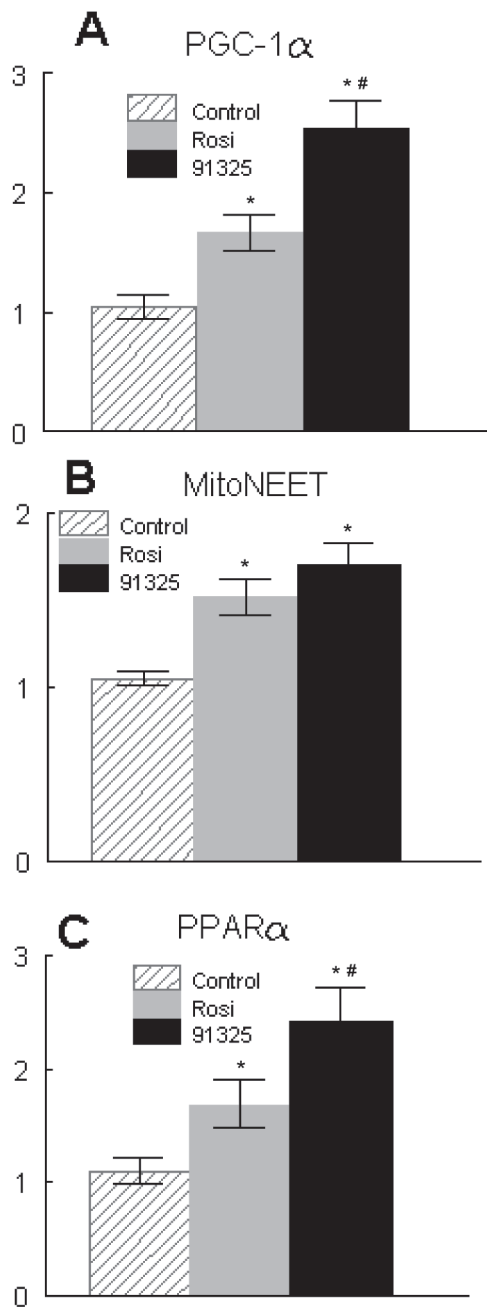 A
PGC-1α
3
Control
Rosi
91325
* #
2
*
1
0
B
MitoNEET
2
Control
Rosi
91325
*
*
1
0
C
PPARα
3
Control
Rosi
91325
* #
2
*
1
0